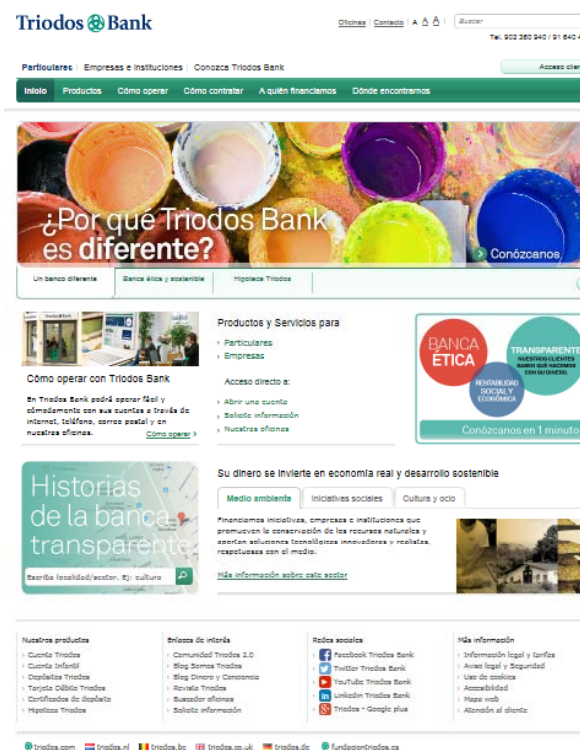 Triodos Bank
Oficinas | Contacto | A A A | Buscar
Tel. 902 360 940 / 91 640 4
Particulares | Empresas e Instituciones | Conozca Triodos Bank
Acceso clien
Inicio Productos Cómo operar Cómo contratar A quién financiamos Dónde encontrarnos
¿Por qué Triodos Bank
es diferente?
Conózcanos
Un banco diferente Banca ética y sostenible Hipoteca Triodos
Cómo operar con Triodos Bank
En Triodos Bank podrá operar fácil y
cómodamente con sus cuentas a través de
internet, teléfono, correo postal y en
nuestras oficinas.
Cómo operar
Productos y Servicios para
Particulares
Empresas
Acceso directo a:
Abrir una cuenta
Solicite información
Nuestras oficinas
BANCA
ÉTICA
TRANSPARENTE
NUESTROS CLIENTES
SABEN QUÉ HACEMOS
CON SU DINERO.
RENTABILIDAD
SOCIAL Y
ECONÓMICA
Conózcanos en 1 minuto
Historias
de la banca
transparente
Escriba localidad/sector. Ej: cultura
Su dinero se invierte en economía real y desarrollo sostenible
Medio ambiente Iniciativas sociales Cultura y ocio
Financiamos iniciativas, empresas e instituciones que
promueven la conservación de los recursos naturales y
aportan soluciones tecnológicas innovadoras y realistas,
respetuosas con el medio.
Más información sobre este sector
Nuestros productos
Cuenta Triodos
Cuenta Infantil
Depósitos Triodos
Tarjeta Débito Triodos
Certificados de depósito
Hipoteca Triodos
Enlaces de interés
Comunidad Triodos 2.0
Blog Somos Triodos
Blog Dinero y Conciencia
Revista Triodos
Buscador oficinas
Solicite información
Redes sociales
Facebook Triodos Bank
Twitter Triodos Bank
YouTube Triodos Bank
Linkedin Triodos Bank
Triodos - Google plus
Más información
Información legal y tarifas
Aviso legal y Seguridad
Uso de cookies
Accesibilidad
Mapa web
Atención al cliente
triodos.com triodos.nl triodos.be triodos.co.uk triodos.de fundaciontriodos.es